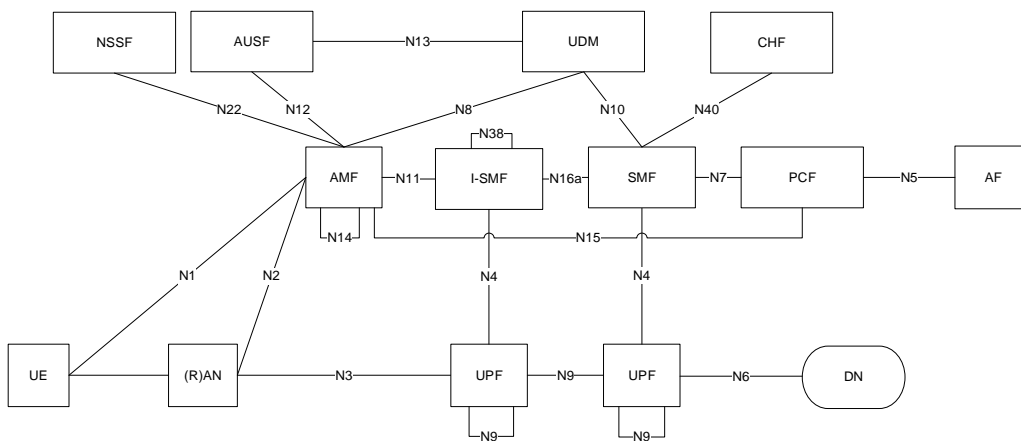 NSSF
AUSF
N13
UDM
CHF
N22
N12
N8
N10
N40
N38
AMF
N11
I-SMF
N16a
SMF
N7
PCF
N5
AF
N14
N15
N1
N2
N4
N4
UE
(R)AN
N3
UPF
N9
UPF
N6
DN
N9
N9